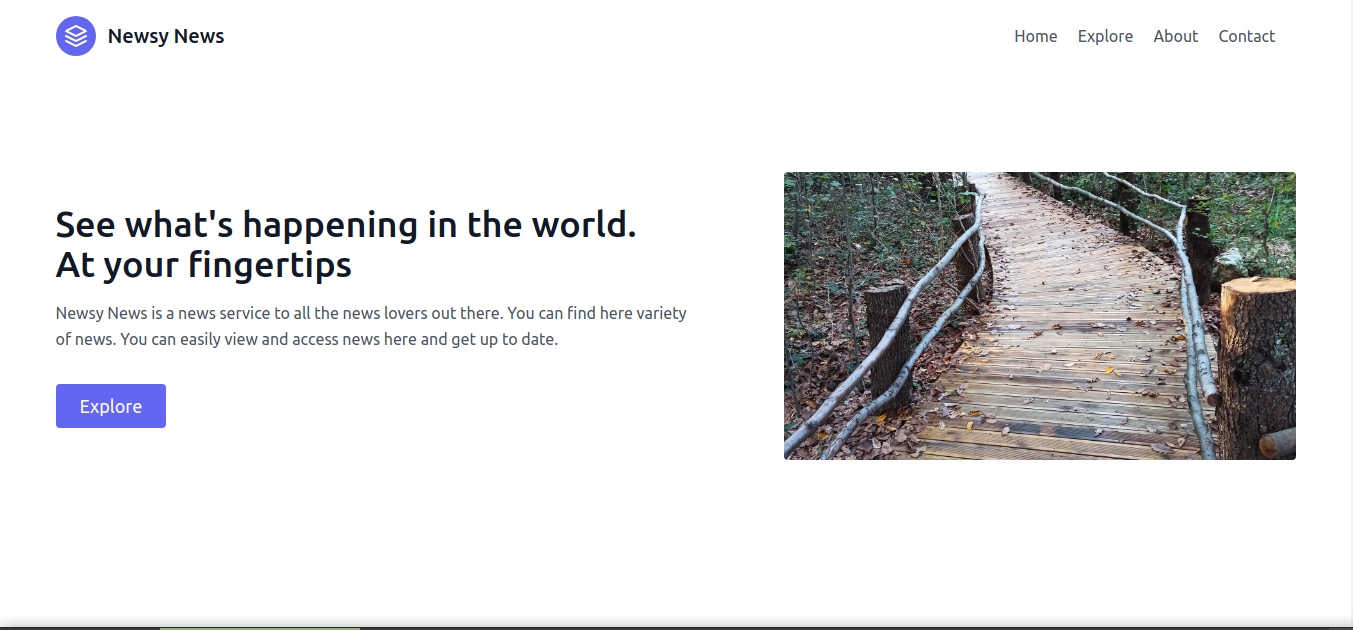 Newsy News
Home Explore About Contact
See what's happening in the world.
At your fingertips
Newsy News is a news service to all the news lovers out there. You can find here variety
of news. You can easily view and access news here and get up to date.
Explore